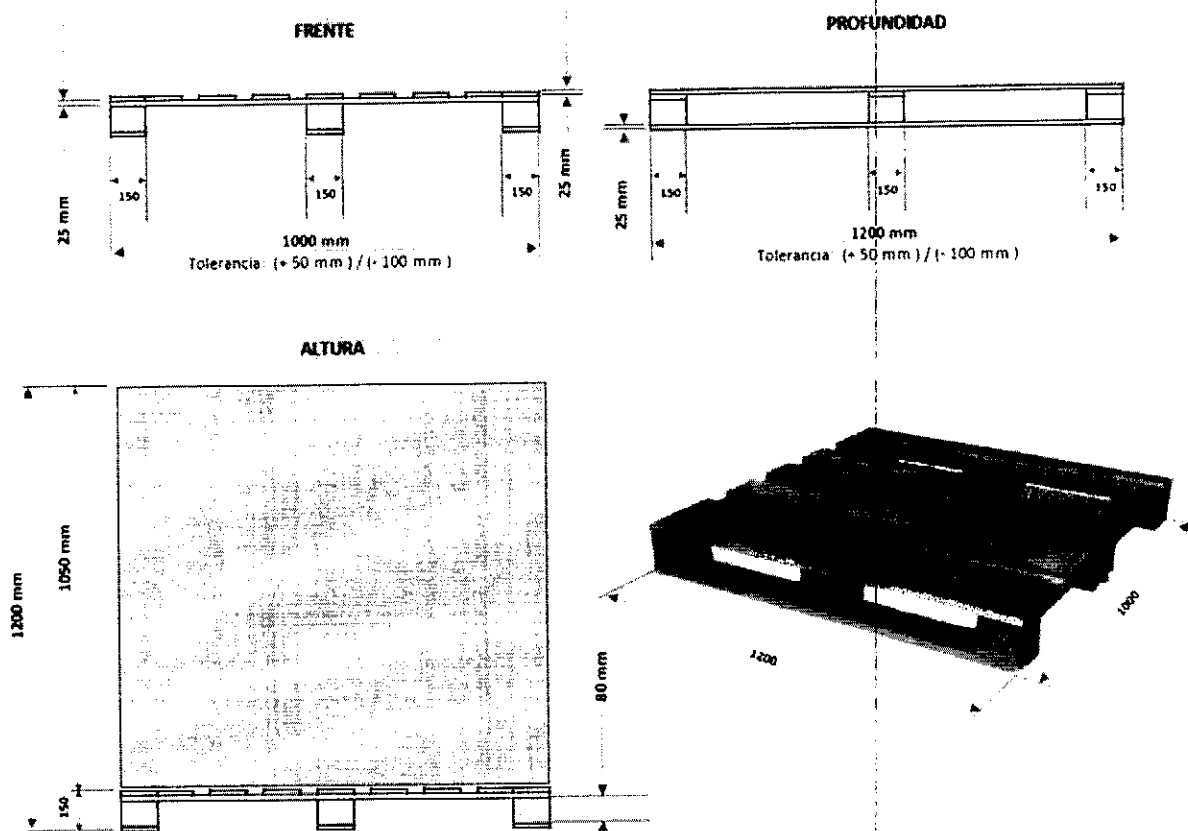 FRENTE
25 mm
150
150
150
25 mm
1000 mm
Tolerancia: (+ 50 mm ) / (- 100 mm )
PROFUNDIDAD
25 mm
150
150
150
1200 mm
Tolerancia: (+ 50 mm ) / (- 100 mm )
ALTURA
1200 mm
1050 mm
150
80 mm
1200
1000